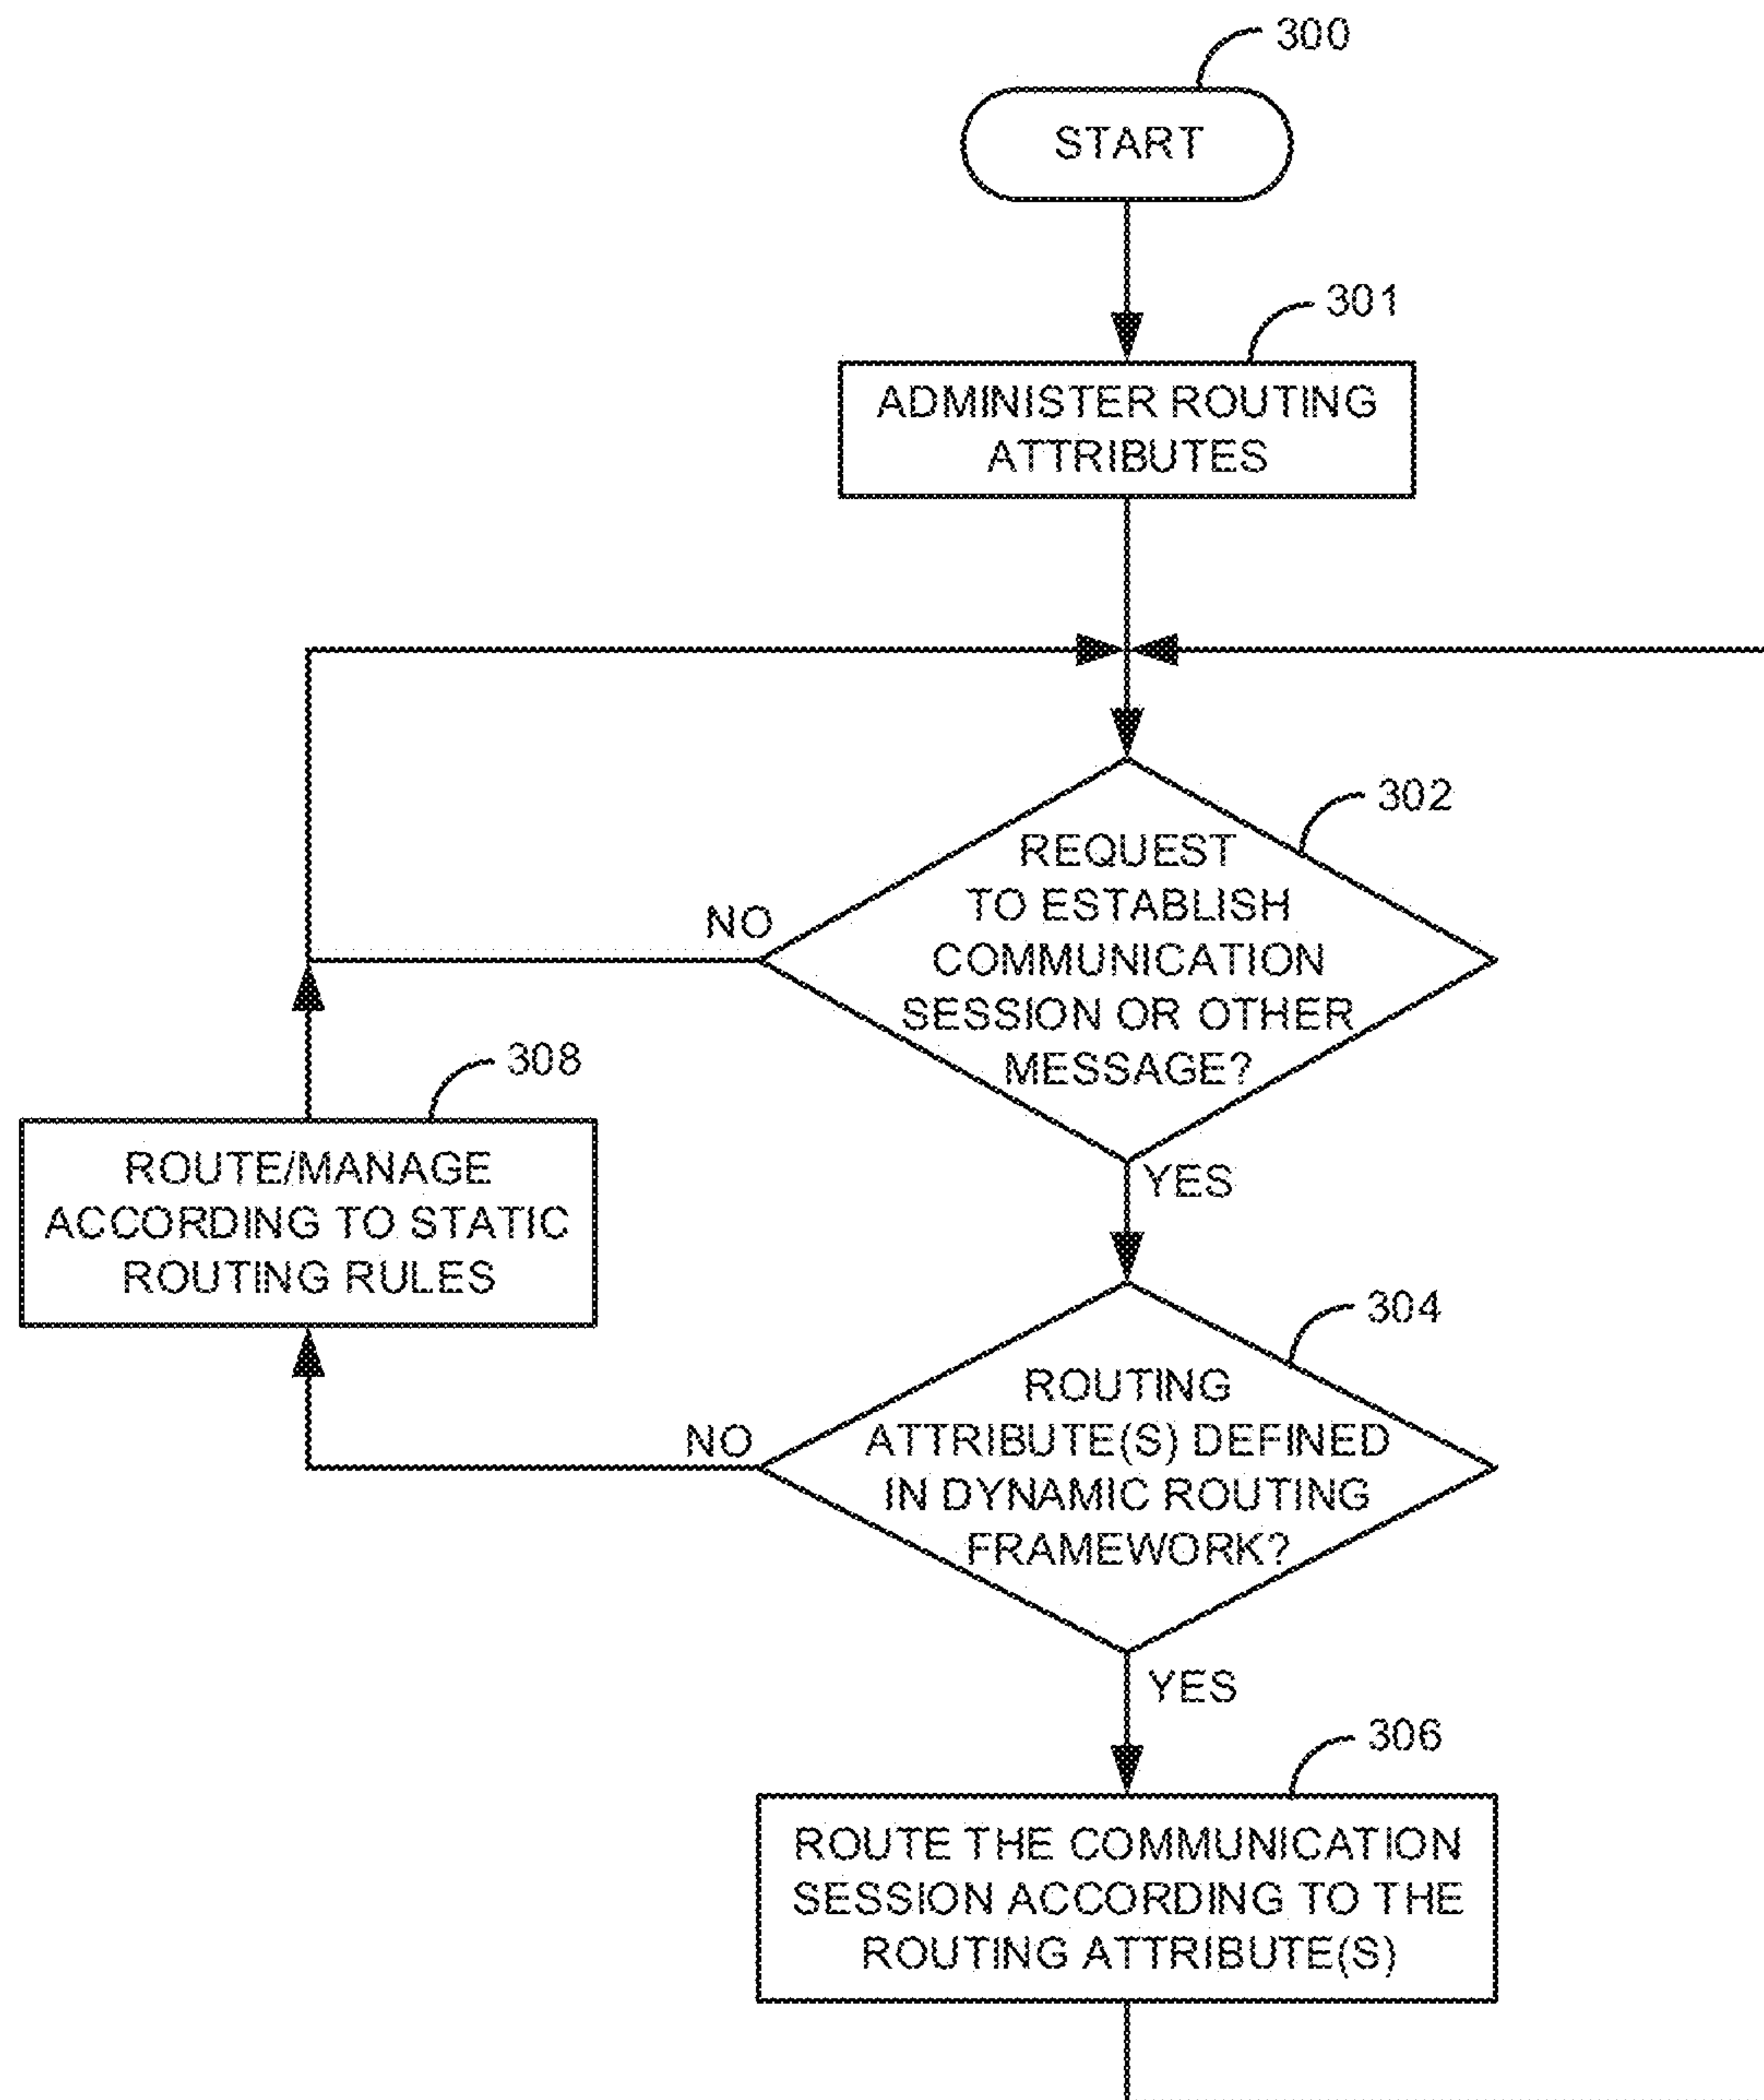 300
START
301
ADMINISTER ROUTING
ATTRIBUTES
302
REQUEST
TO ESTABLISH
COMMUNICATION
SESSION OR OTHER
MESSAGE?
NO
YES
308
ROUTE/MANAGE
ACCORDING TO STATIC
ROUTING RULES
304
ROUTING
ATTRIBUTE(S) DEFINED
IN DYNAMIC ROUTING
FRAMEWORK?
NO
YES
306
ROUTE THE COMMUNICATION
SESSION ACCORDING TO THE
ROUTING ATTRIBUTE(S)